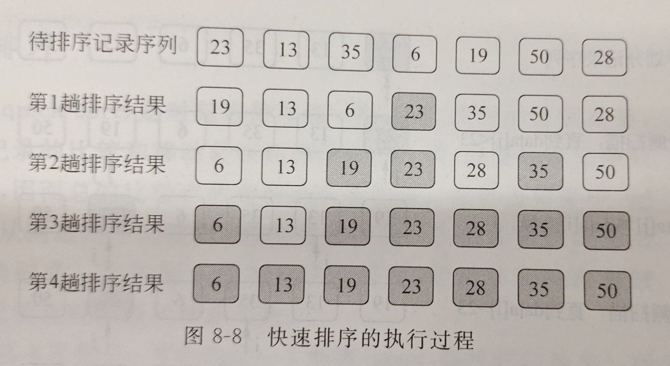 待排序记录序列 23 13 35 6 19 50 28
第1趟排序结果 19 13 6 23 35 50 28
第2趟排序结果 6 13 19 23 28 35 50
第3趟排序结果 6 13 19 23 28 35 50
第4趟排序结果 6 13 19 23 28 35 50
图 8-8 快速排序的执行过程